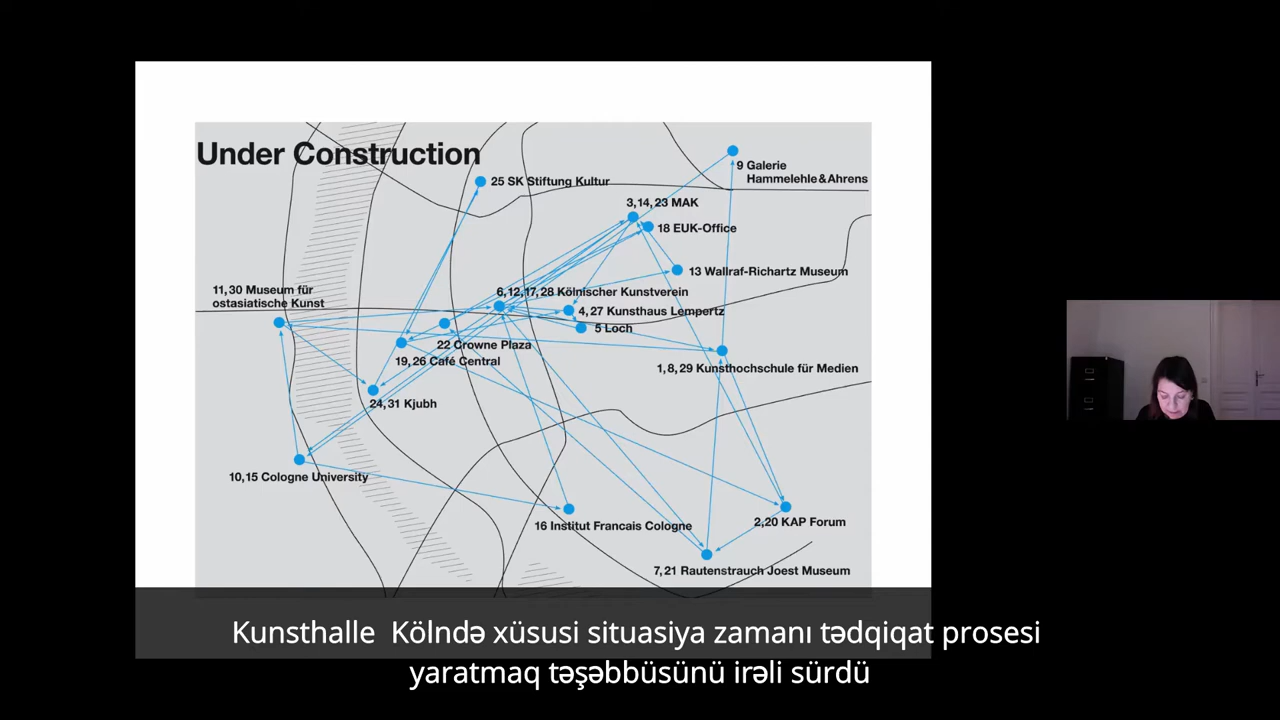 Under Construction
9 Galerie
Hammelehle & Ahrens
25 SK Stiftung Kultur
3, 14, 23 MAK
18 EUK-Office
13 Wallraf-Richartz Museum
11, 30 Museum für
ostasiatische Kunst
6, 12, 17, 28 Kölnischer Kunstverein
4, 27 Kunsthaus Lempertz
5 Loch
22 Crowne Plaza
19, 26 Café Central
1, 8, 29 Kunsthochschule für Medien
24, 31 Kjubh
10, 15 Cologne University
16 Institut Francais Cologne
2, 20 KAP Forum
7, 21 Rautenstrauch Joest Museum
Kunsthalle Kölndə xüsusi situasiya zamanı tədqiqat prosesi
yaratmaq təşəbbüsünü irəli sürdü